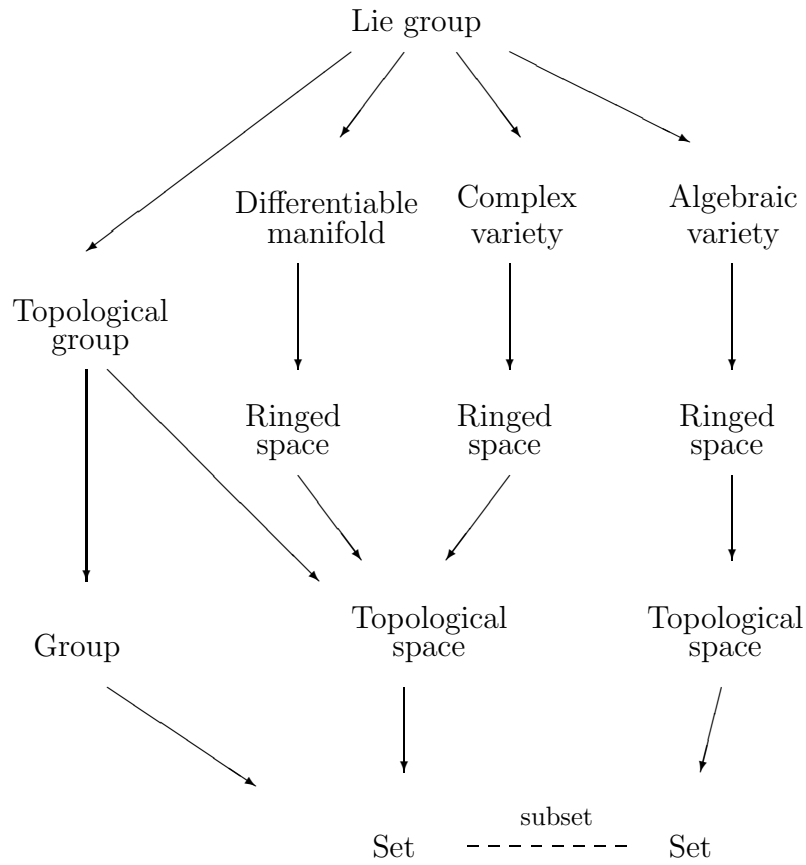 Lie group
Differentiable
manifold
Complex
variety
Algebraic
variety
Topological
group
Ringed
space
Ringed
space
Ringed
space
Group
Topological
space
Topological
space
subset
Set
Set